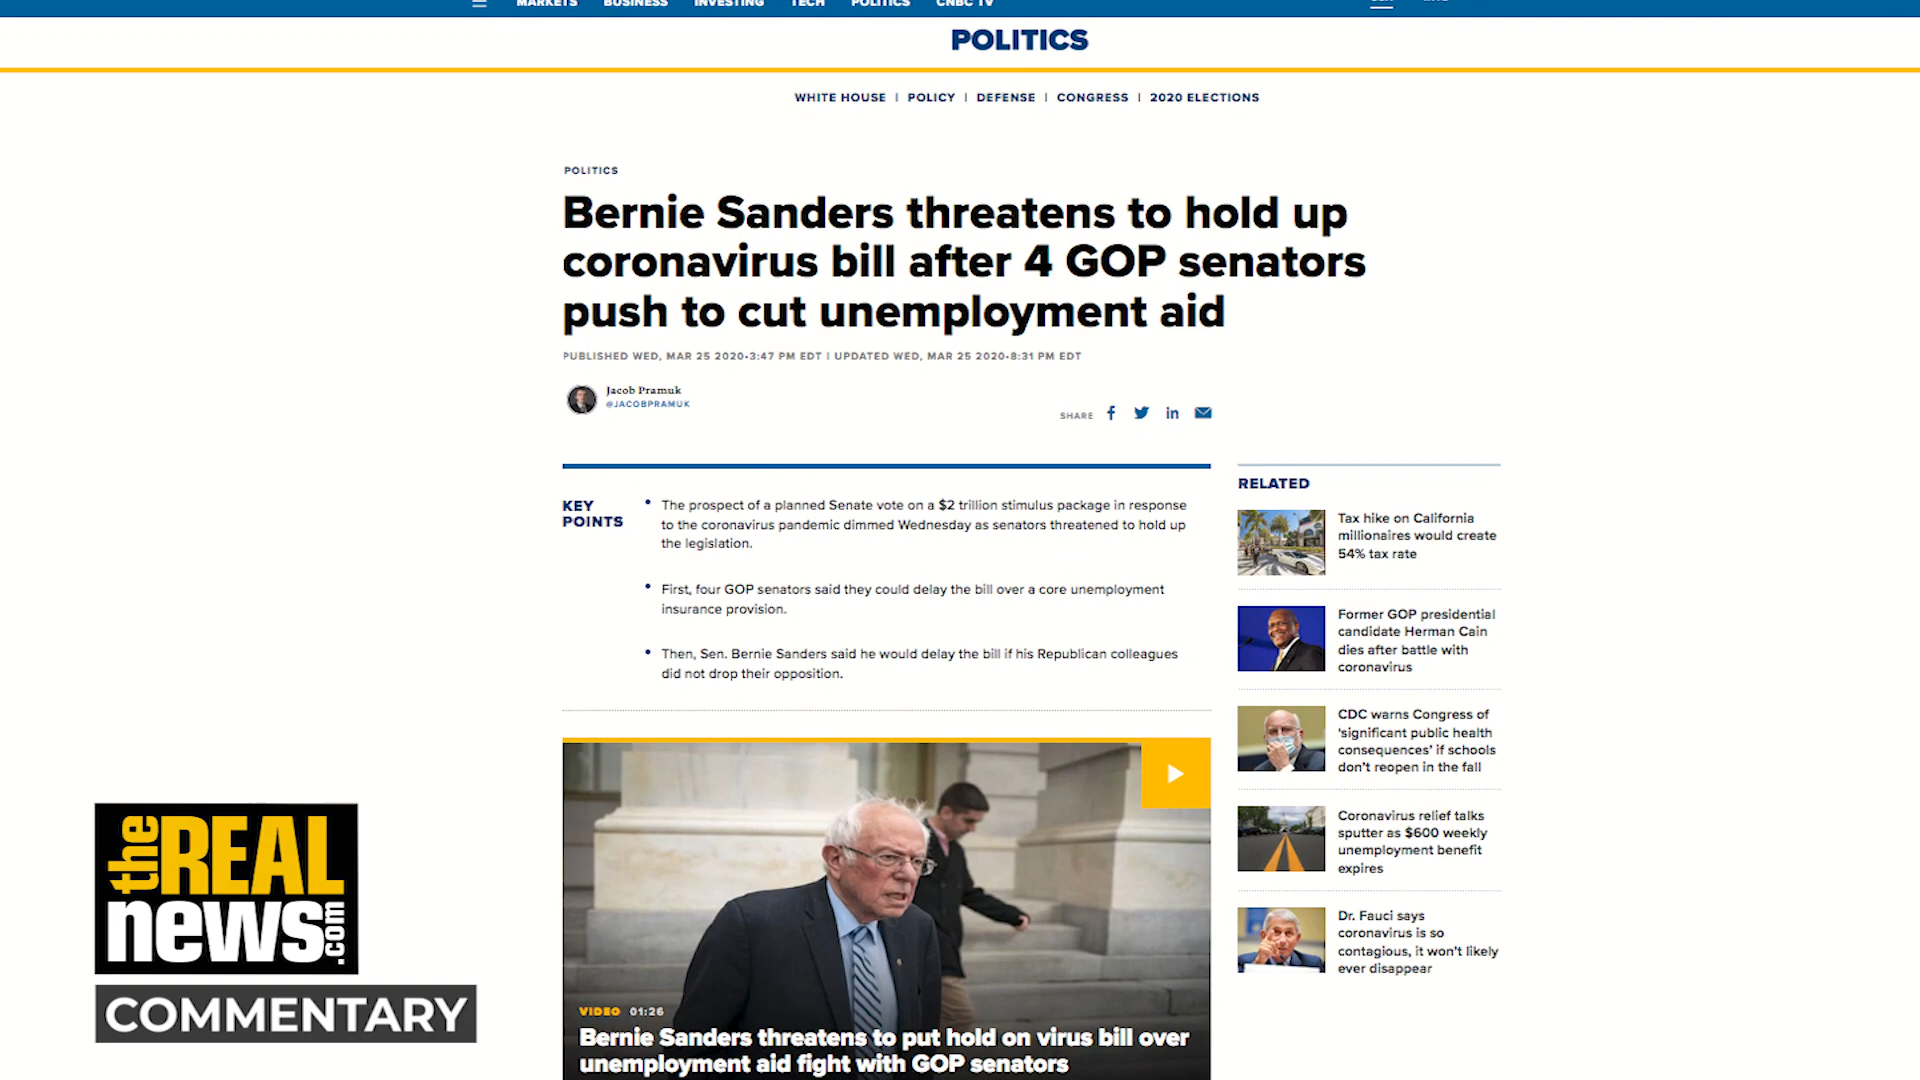 MARKETS BUSINESS INVESTING TECH POLITICS CNBC TV
POLITICS
WHITE HOUSE | POLICY | DEFENSE | CONGRESS | 2020 ELECTIONS
POLITICS
Bernie Sanders threatens to hold up
coronavirus bill after 4 GOP senators
push to cut unemployment aid
PUBLISHED WED, MAR 25 2020•3:47 PM EDT | UPDATED WED, MAR 25 2020•8:31 PM EDT
Jacob Pramuk
@JACOBPRAMUK
SHARE
KEY
POINTS
• The prospect of a planned Senate vote on a $2 trillion stimulus package in response
to the coronavirus pandemic dimmed Wednesday as senators threatened to hold up
the legislation.
• First, four GOP senators said they could delay the bill over a core unemployment
insurance provision.
• Then, Sen. Bernie Sanders said he would delay the bill if his Republican colleagues
did not drop their opposition.
VIDEO 01:26
Bernie Sanders threatens to put hold on virus bill over
unemployment aid fight with GOP senators
RELATED
Tax hike on California
millionaires would create
54% tax rate
Former GOP presidential
candidate Herman Cain
dies after battle with
coronavirus
CDC warns Congress of
‘significant public health
consequences’ if schools
don’t reopen in the fall
Coronavirus relief talks
sputter as $600 weekly
unemployment benefit
expires
Dr. Fauci says
coronavirus is so
contagious, it won’t likely
ever disappear
the REAL
news.com
COMMENTARY